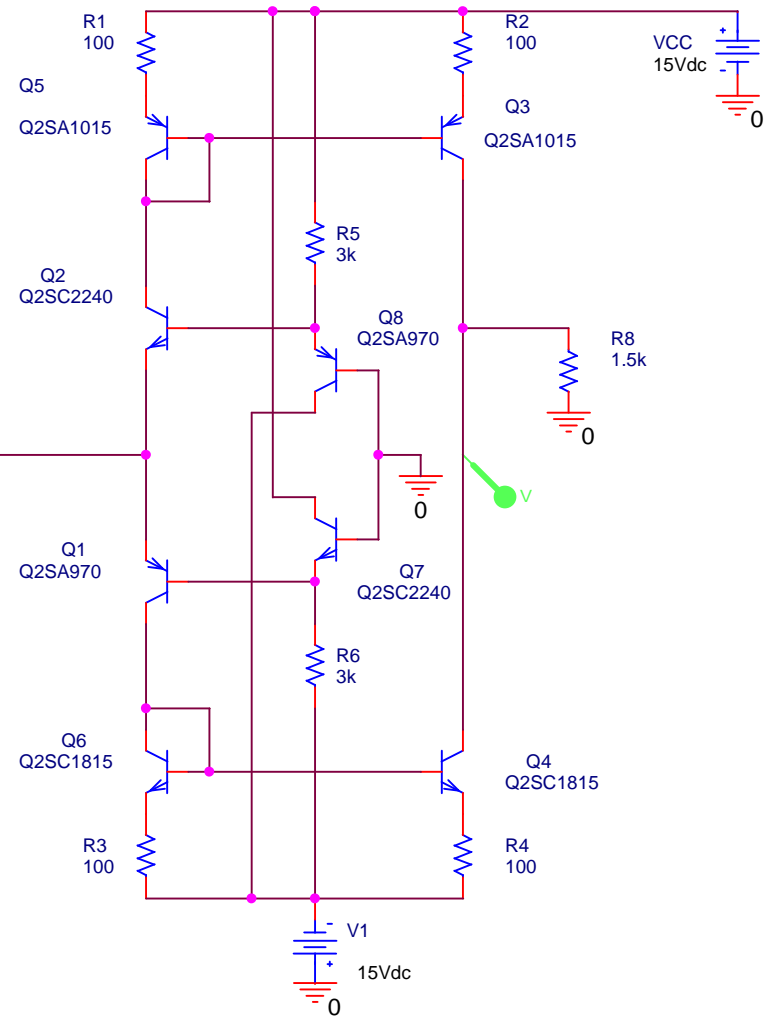 R1
100
R2
100
VCC
15Vdc
+
-
0
Q5
Q2SA1015
Q3
Q2SA1015
R5
3k
Q2
Q2SC2240
Q8
Q2SA970
R8
1.5k
0
0
V
Q1
Q2SA970
Q7
Q2SC2240
R6
3k
Q6
Q2SC1815
Q4
Q2SC1815
R3
100
R4
100
-
V1
+
15Vdc
0